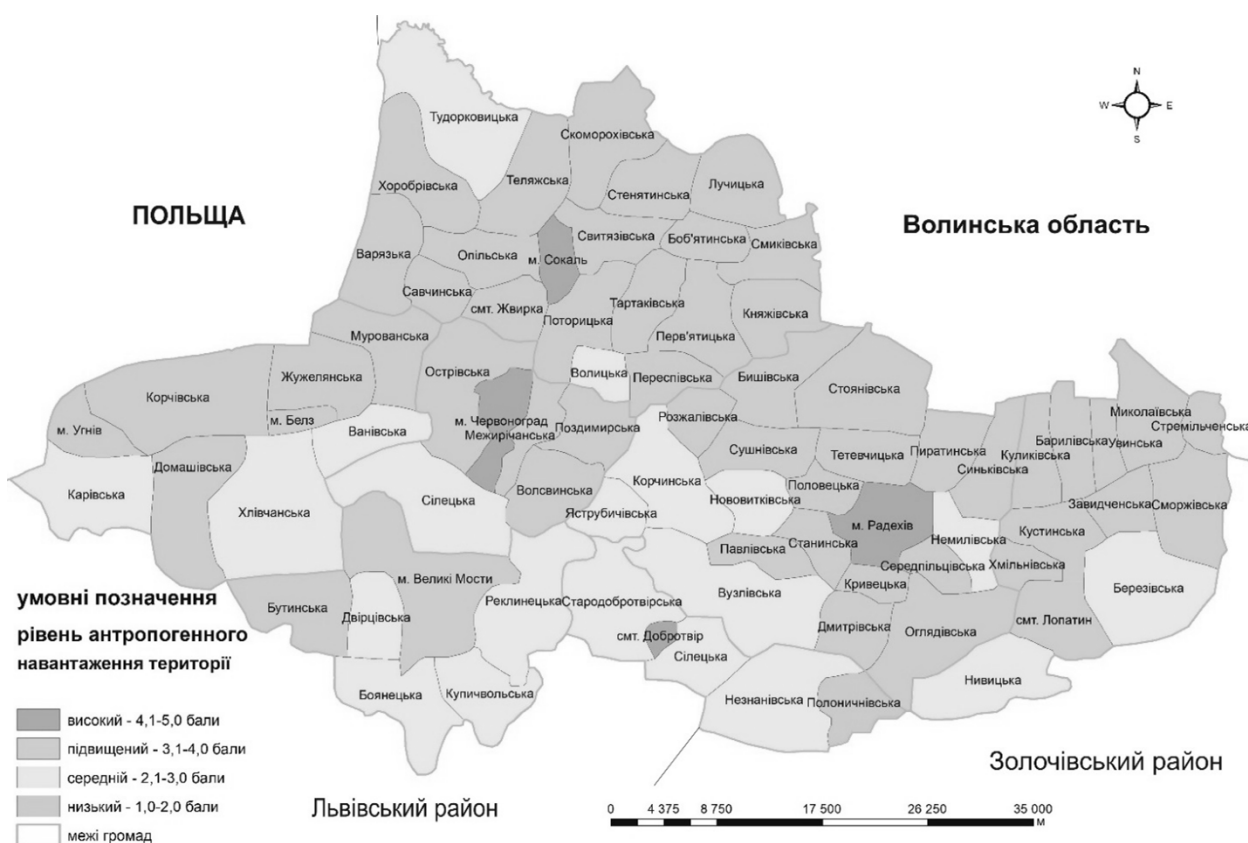 N
W
E
S
Тудорковицька
Скоморохівська
Хоробрівська
Теляжська
Стенятинська
Лучицька
ПОЛЬЩА
Волинська область
Варязька
Опільська
м. Сокаль
Свитязівська
Боб'ятинська
Смиківська
Савчинська
смт. Жвирка
Поторицька
Тартаківська
Княжівська
Мурованська
Перв'ятицька
Жужелянська
Острівська
Волицька
Переспівська
Бишівська
Стоянівська
Корчівська
м. Белз
м. Угнів
Ванівська
м. Червоноград
Межирічанська
Поздимирська
Розжалівська
Миколаївська
Стремільченська
Барилівська
Увинська
Куликівська
Пиратинська
Синьківська
Сушнівська
Тетевчицька
Домашівська
Карівська
Хлівчанська
Сілецька
Волсвинська
Корчинська
Яструбичівська
Нововитківська
Половецька
м. Радехів
Завидченська
Сморжівська
Немилівська
Кустинська
Павлівська
Станинська
Середпільцівська
Хмільнівська
Кривецька
Березівська
умовні позначення
рівень антропогенного
навантаження території
Бутинська
Двірцівська
м. Великі Мости
Реклинецька
Стародобротвірська
Вузлівська
смт. Добротвір
Сілецька
Дмитрівська
Оглядівська
смт. Лопатин
Боянецька
Купичвольська
Незнанівська
Полоничнівська
Нивицька
високий - 4,1-5,0 бали
підвищений - 3,1-4,0 бали
середній - 2,1-3,0 бали
низький - 1,0-2,0 бали
межі громад
Львівський район
Золочівський район
0 4 375 8 750 17 500 26 250 35 000
М